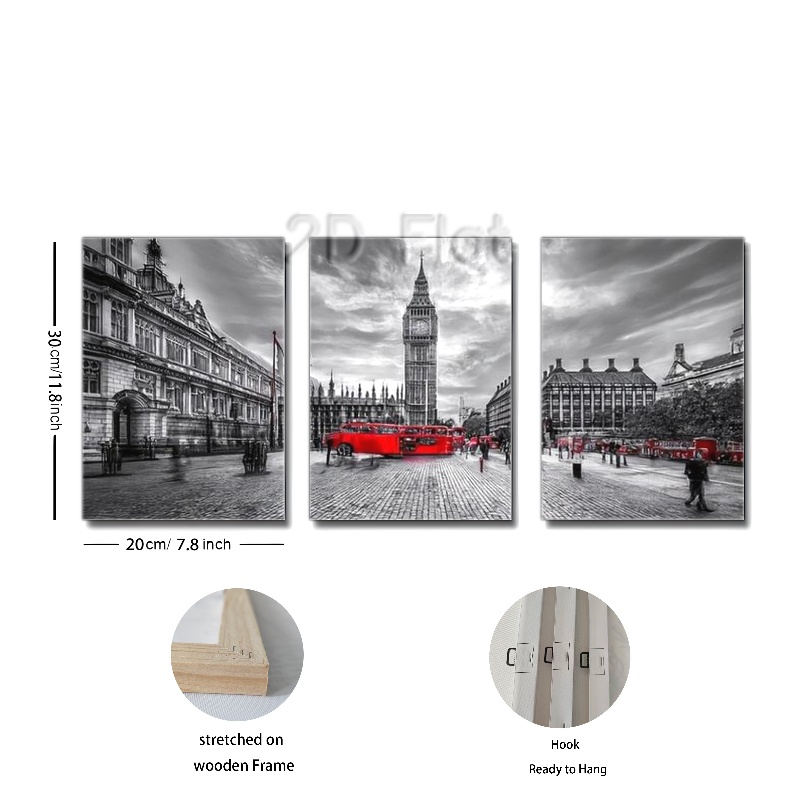 2D Flat
30cm/11.8inch
20cm/ 7.8 inch
stretched on
wooden Frame
Hook
Ready to Hang